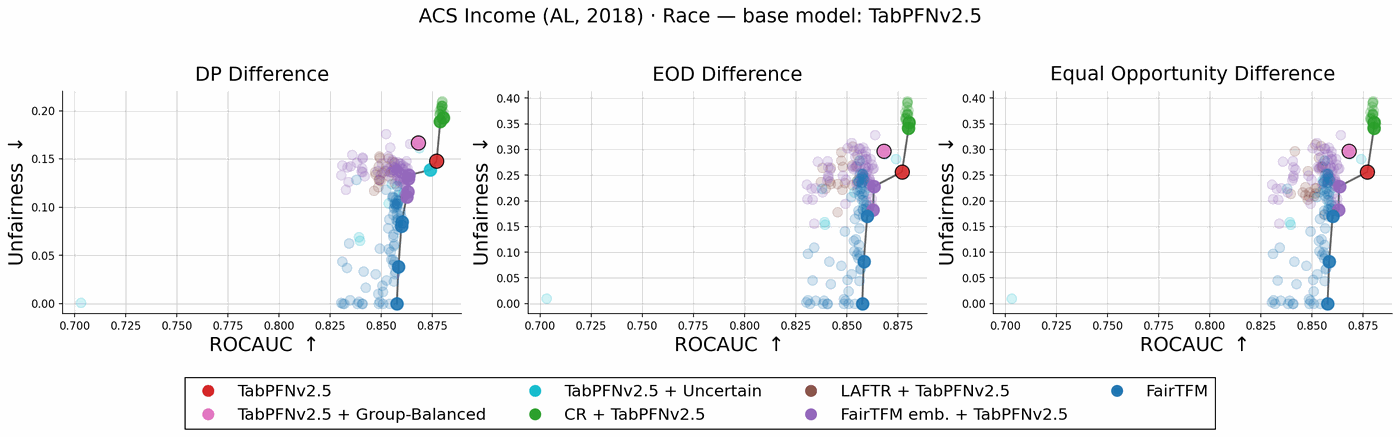 ACS Income (AL, 2018) · Race — base model: TabPFNv2.5
DP Difference
EOD Difference
Equal Opportunity Difference
Unfairness ↓
0.20
0.15
0.10
0.05
0.00
0.700 0.725 0.750 0.775 0.800 0.825 0.850 0.875
ROCAUC ↑
Unfairness ↓
0.40
0.35
0.30
0.25
0.20
0.15
0.10
0.05
0.00
0.700 0.725 0.750 0.775 0.800 0.825 0.850 0.875
ROCAUC ↑
Unfairness ↓
0.40
0.35
0.30
0.25
0.20
0.15
0.10
0.05
0.00
0.700 0.725 0.750 0.775 0.800 0.825 0.850 0.875
ROCAUC ↑
TabPFNv2.5
TabPFNv2.5 + Group-Balanced
TabPFNv2.5 + Uncertain
CR + TabPFNv2.5
LAFTR + TabPFNv2.5
FairTFM emb. + TabPFNv2.5
FairTFM